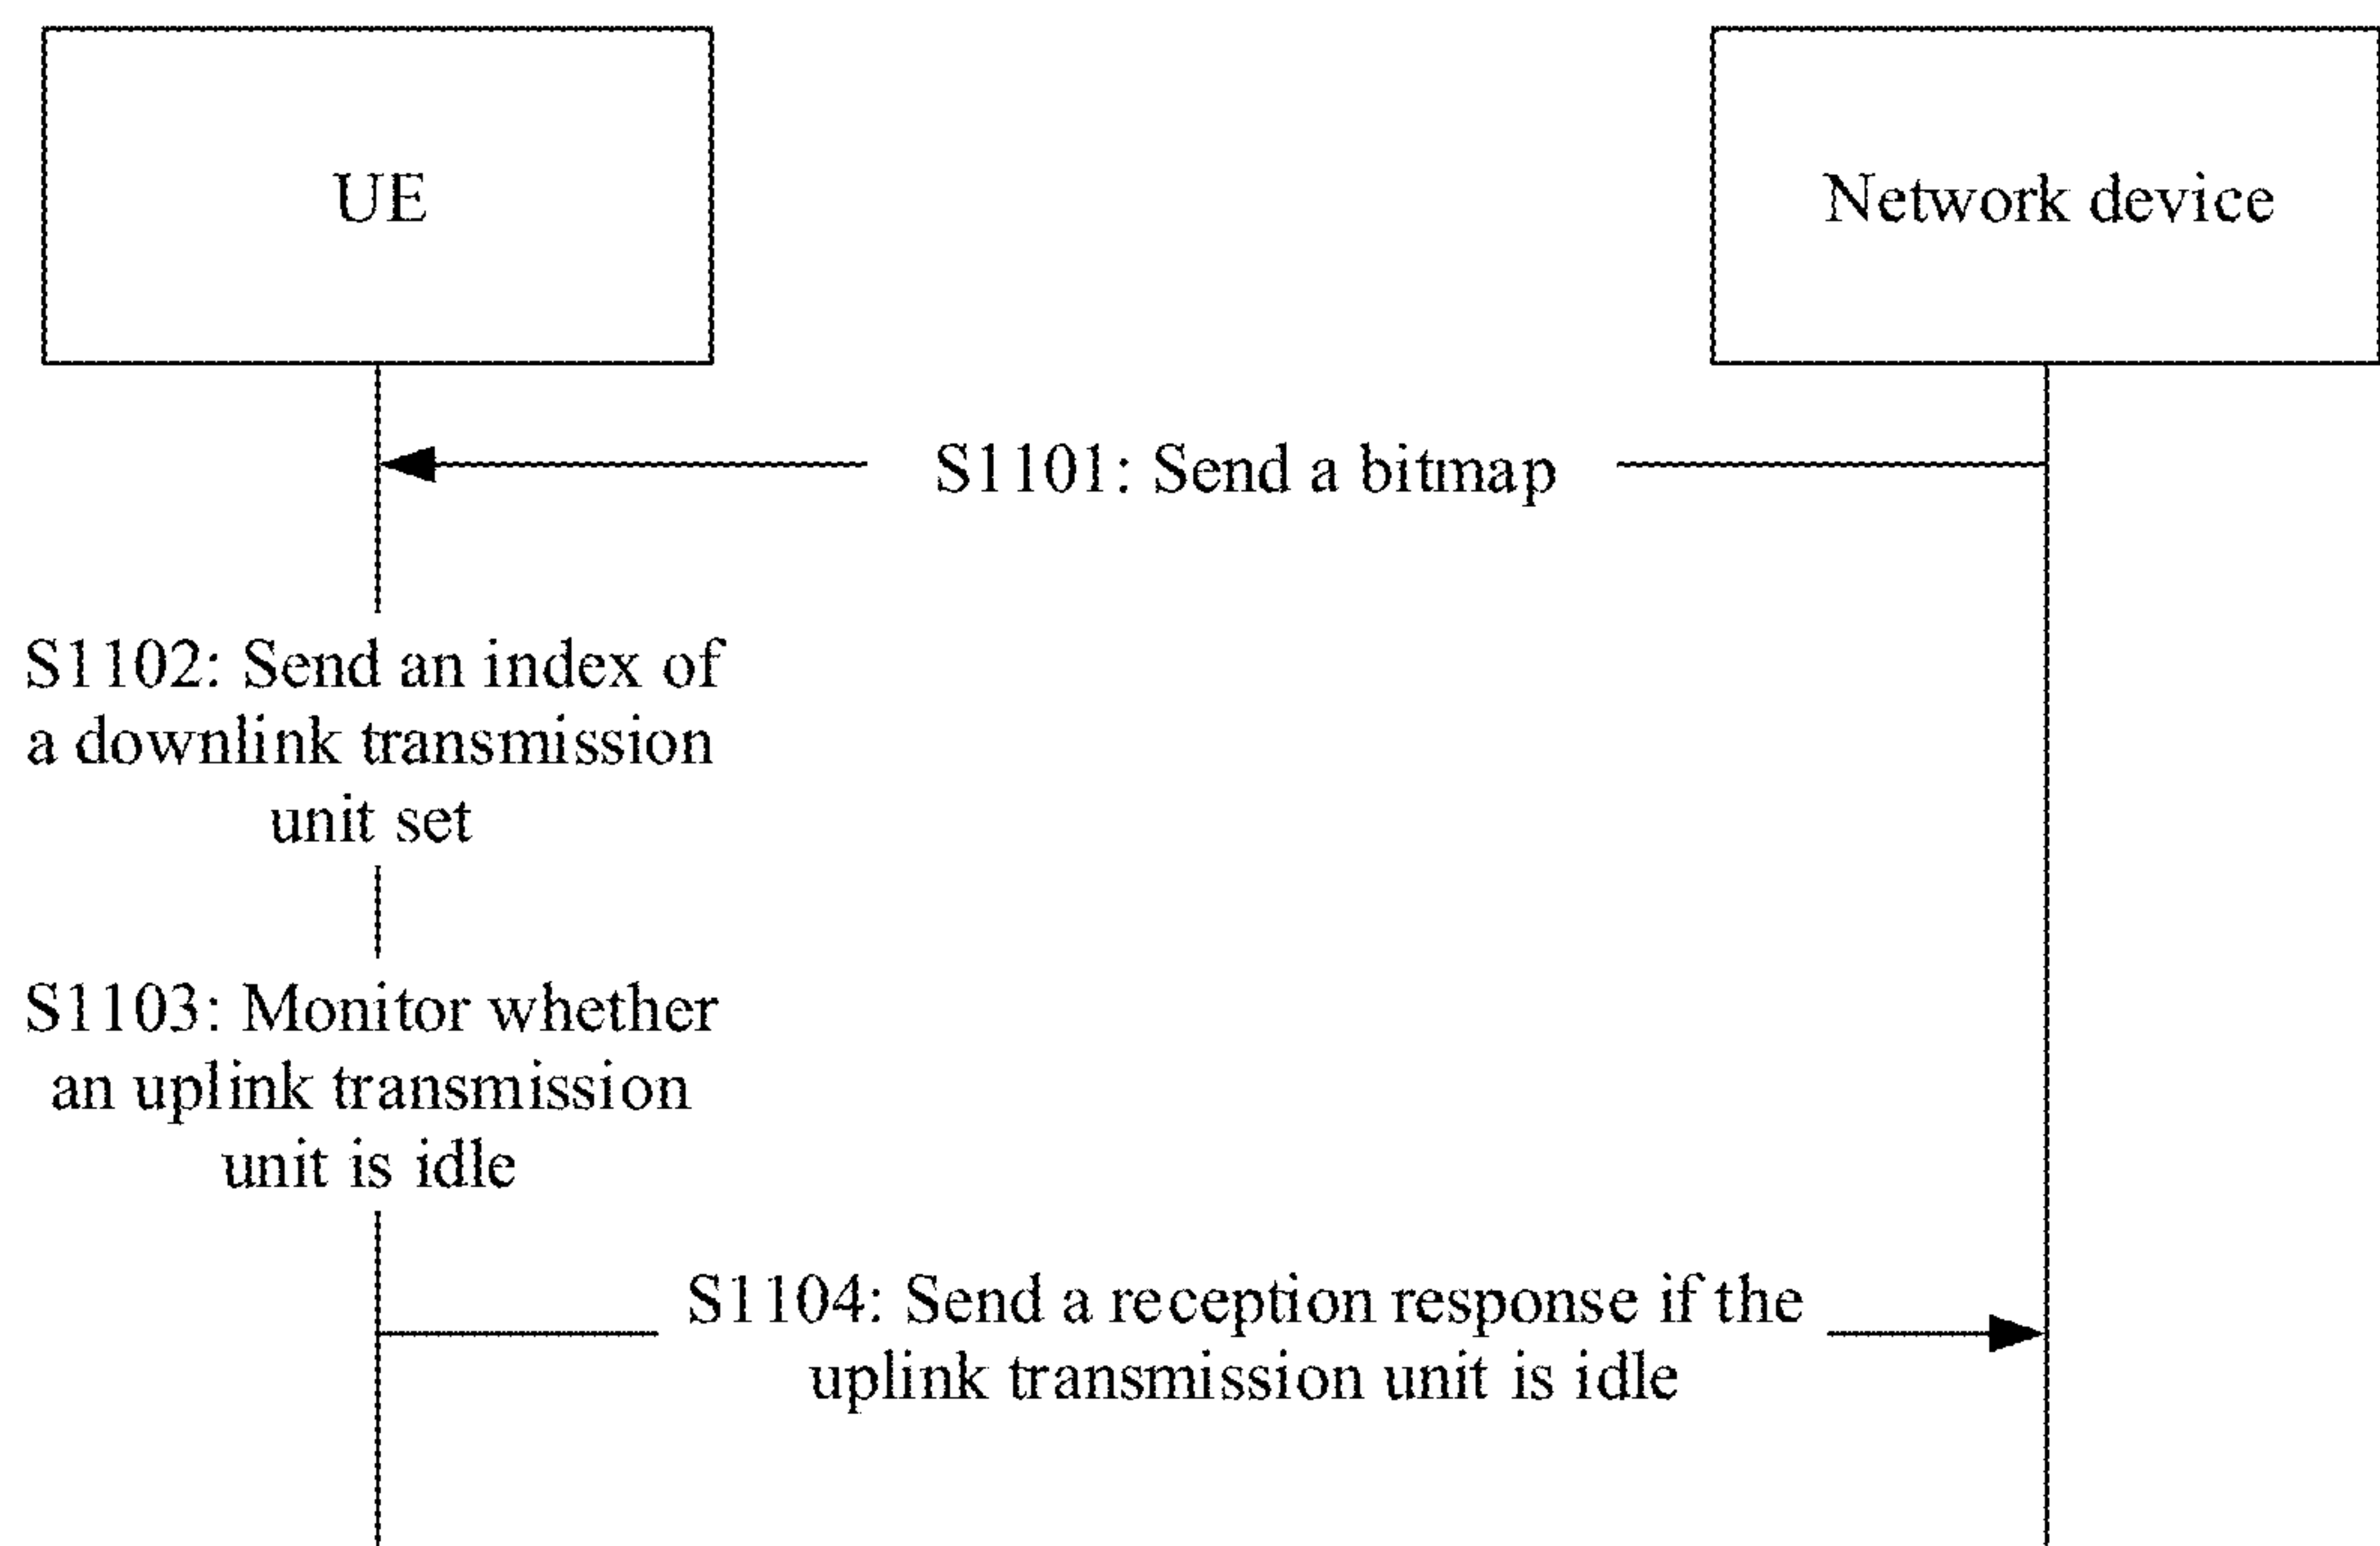 UE
Network device
S1101: Send a bitmap
S1102: Send an index of
a downlink transmission
unit set
S1103: Monitor whether
an uplink transmission
unit is idle
S1104: Send a reception response if the
uplink transmission unit is idle